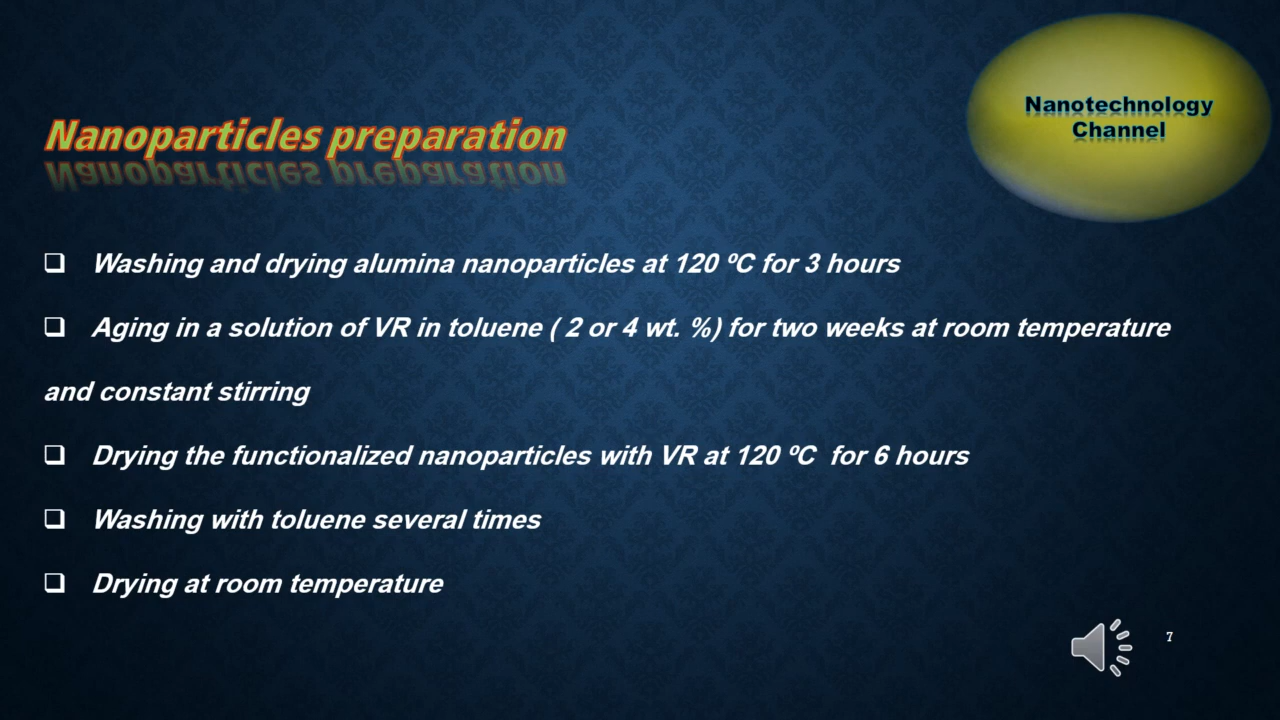 Nanotechnology
Channel
Nanoparticles preparation
❑ Washing and drying alumina nanoparticles at 120 ºC for 3 hours
❑ Aging in a solution of VR in toluene ( 2 or 4 wt. %) for two weeks at room temperature
and constant stirring
❑ Drying the functionalized nanoparticles with VR at 120 ºC  for 6 hours
❑ Washing with toluene several times
❑ Drying at room temperature
7